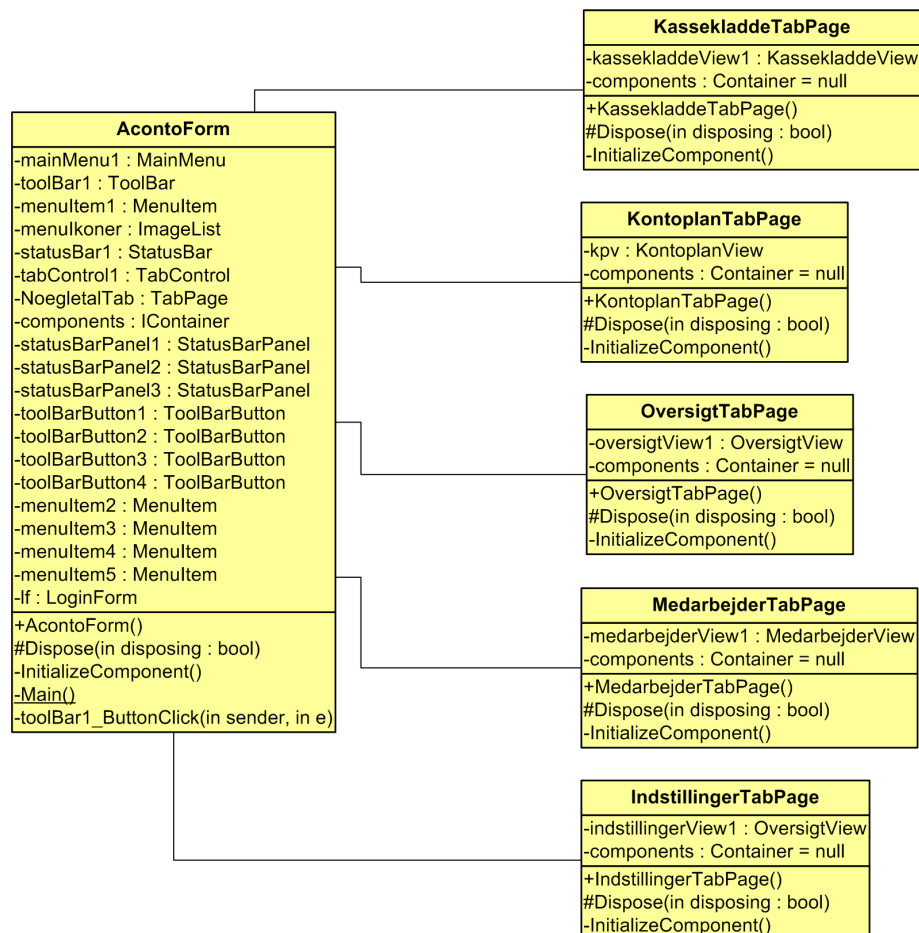 KassekladdeTabPage
-kassekladdeView1 : KassekladdeView
-components : Container = null
+KassekladdeTabPage()
#Dispose(in disposing : bool)
-InitializeComponent()
AcontoForm
-mainMenu1 : MainMenu
-toolBar1 : ToolBar
-menuItem1 : MenuItem
-menuIkoner : ImageList
-statusBar1 : StatusBar
-tabControl1 : TabControl
-NoegletalTab : TabPage
-components : IContainer
-statusBarPanel1 : StatusBarPanel
-statusBarPanel2 : StatusBarPanel
-statusBarPanel3 : StatusBarPanel
-toolBarButton1 : ToolBarButton
-toolBarButton2 : ToolBarButton
-toolBarButton3 : ToolBarButton
-toolBarButton4 : ToolBarButton
-menuItem2 : MenuItem
-menuItem3 : MenuItem
-menuItem4 : MenuItem
-menuItem5 : MenuItem
-lf : LoginForm
+AcontoForm()
#Dispose(in disposing : bool)
-InitializeComponent()
-Main()
-toolBar1_ButtonClick(in sender, in e)
KontoplanTabPage
-kpv : KontoplanView
-components : Container = null
+KontoplanTabPage()
#Dispose(in disposing : bool)
-InitializeComponent()
OversigtTabPage
-oversigtView1 : OversigtView
-components : Container = null
+OversigtTabPage()
#Dispose(in disposing : bool)
-InitializeComponent()
MedarbejderTabPage
-medarbejderView1 : MedarbejderView
-components : Container = null
+MedarbejderTabPage()
#Dispose(in disposing : bool)
-InitializeComponent()
IndstillingerTabPage
-indstillingerView1 : OversigtView
-components : Container = null
+IndstillingerTabPage()
#Dispose(in disposing : bool)
-InitializeComponent()